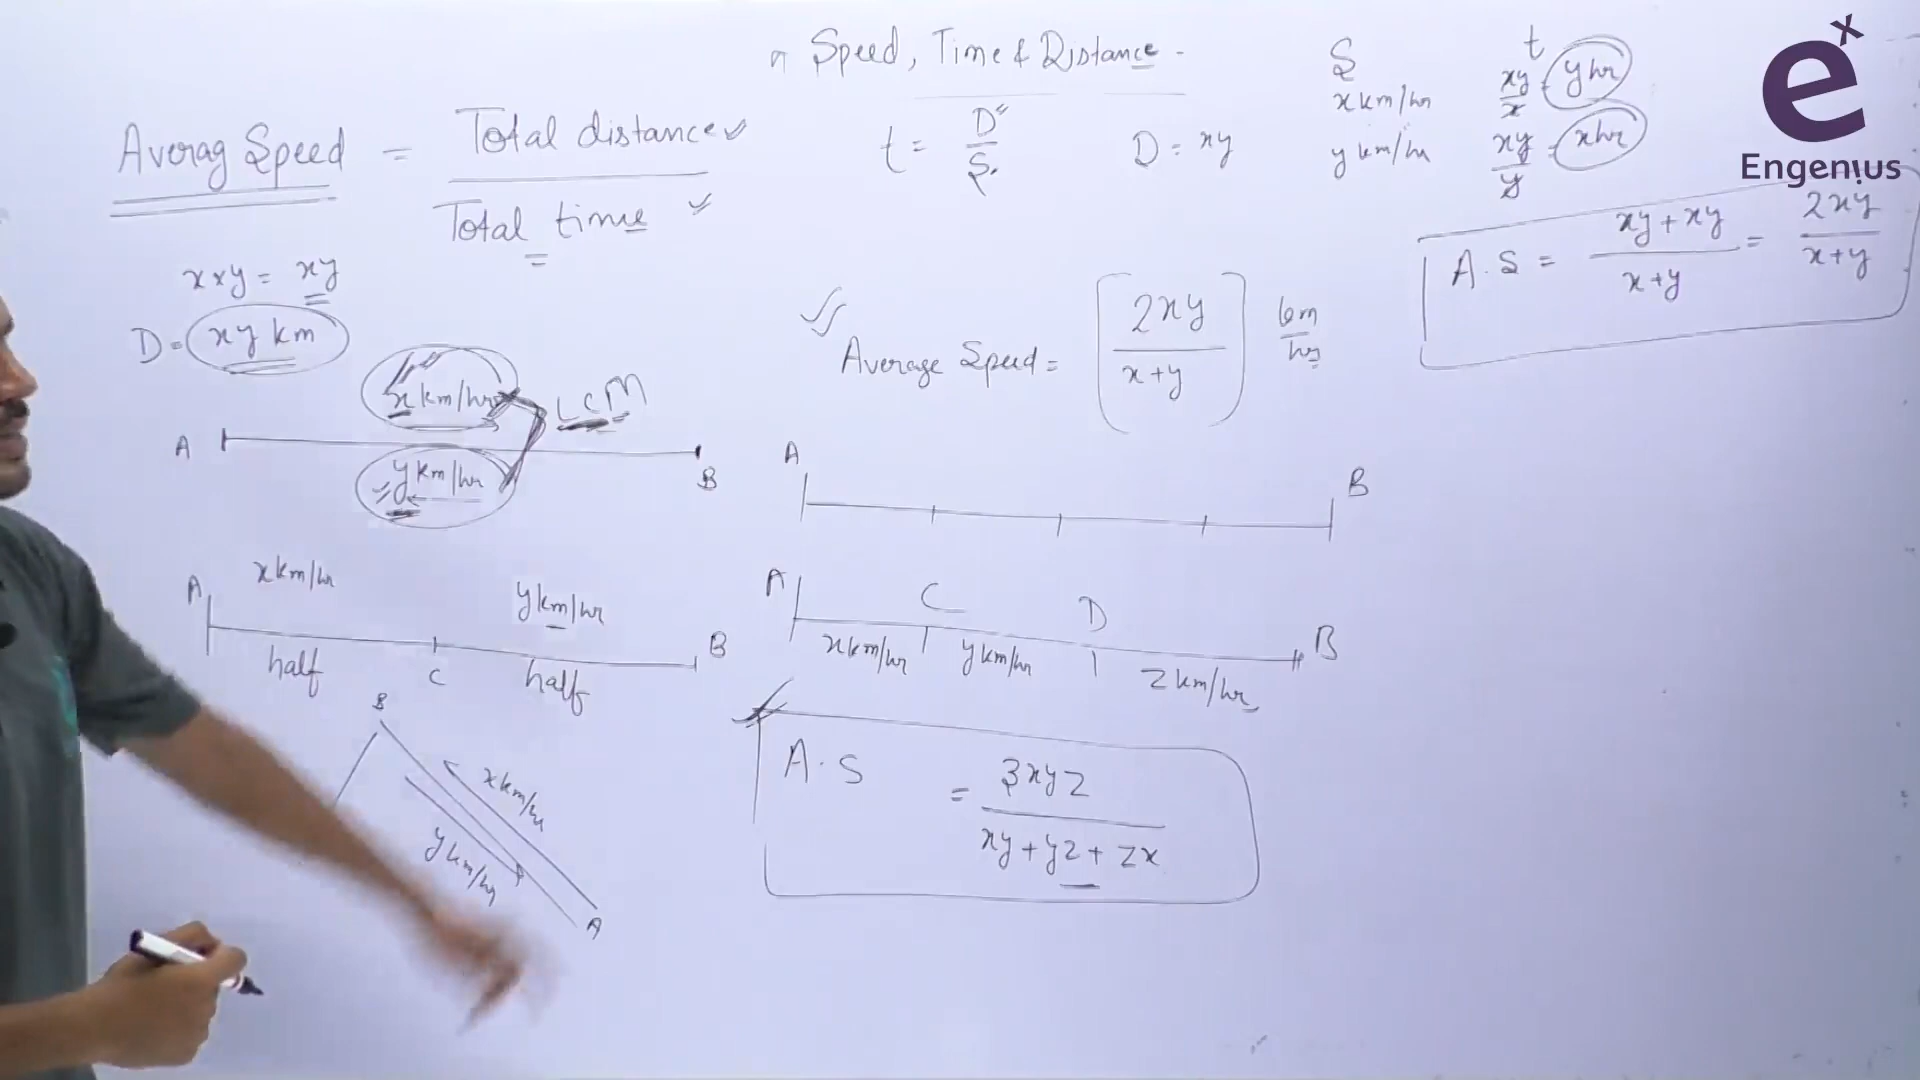 Speed, Time & Distance
Averag Speed = Total distance / Total time
t = D / S
D = xy
S t
x km/hr xy/x = y hr
y km/hr xy/y = x hr
ex
Engenius
A.S = xy + xy / x+y = 2xy / x+y
x x y = xy
D = xy km
Average Speed = [ 2xy / x+y ] km/hr
x km/hr
LCM
A B
y km/hr
A B
A x km/hr y km/hr B
half C half
A C D B
x km/hr y km/hr z km/hr
B
x km/hr
y km/hr
A
A.S = 3xyz / xy+yz+zx